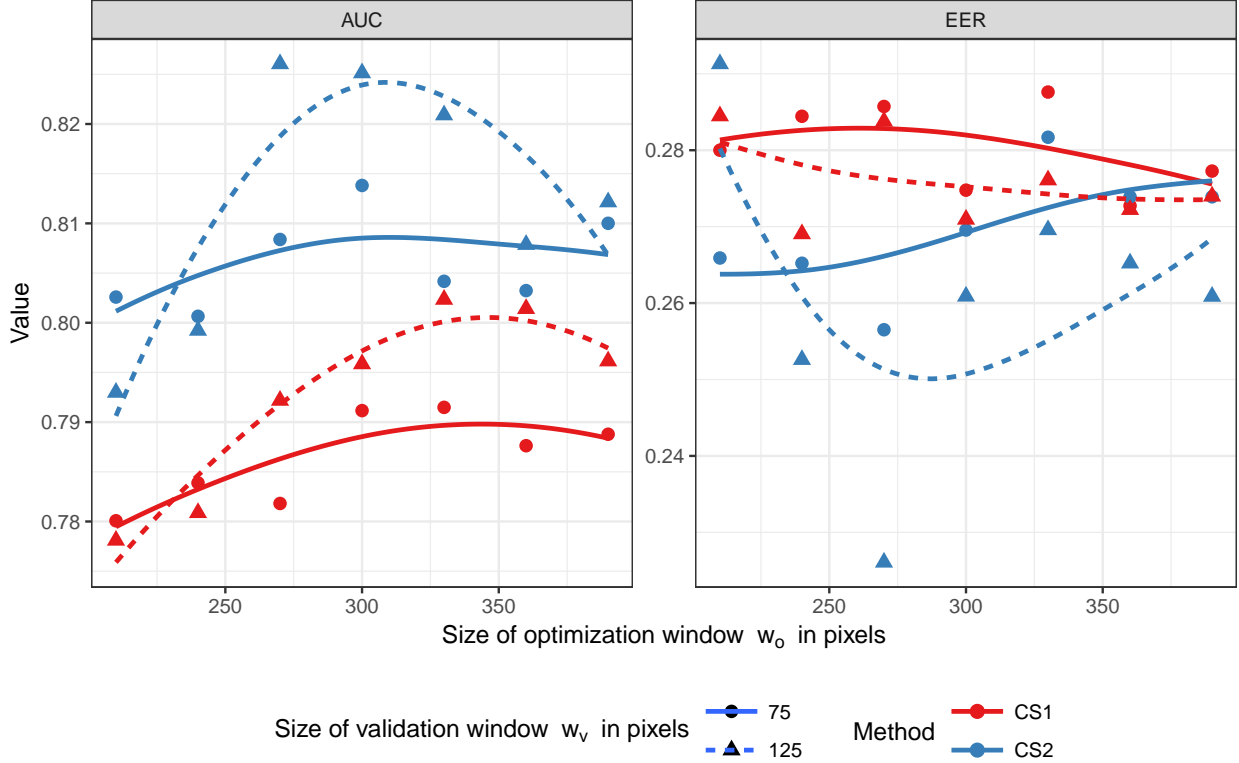 AUC
EER
Value
0.82
0.81
0.80
0.79
0.78
0.28
0.26
0.24
250
300
350
250
300
350
Size of optimization window w_o in pixels
Size of validation window w_v in pixels
75
125
Method
CS1
CS2